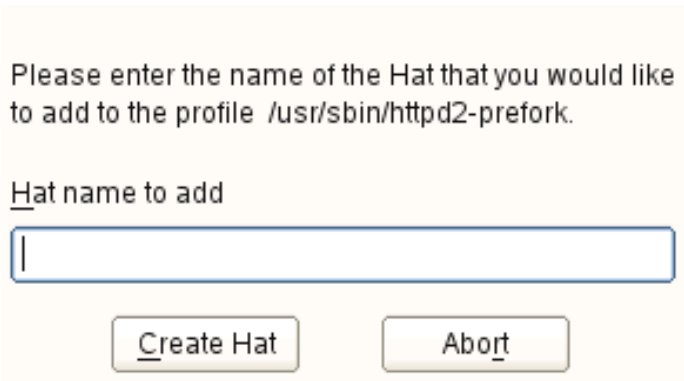 Please enter the name of the Hat that you would like
to add to the profile /usr/sbin/httpd2-prefork.
Hat name to add
Create Hat
Abort